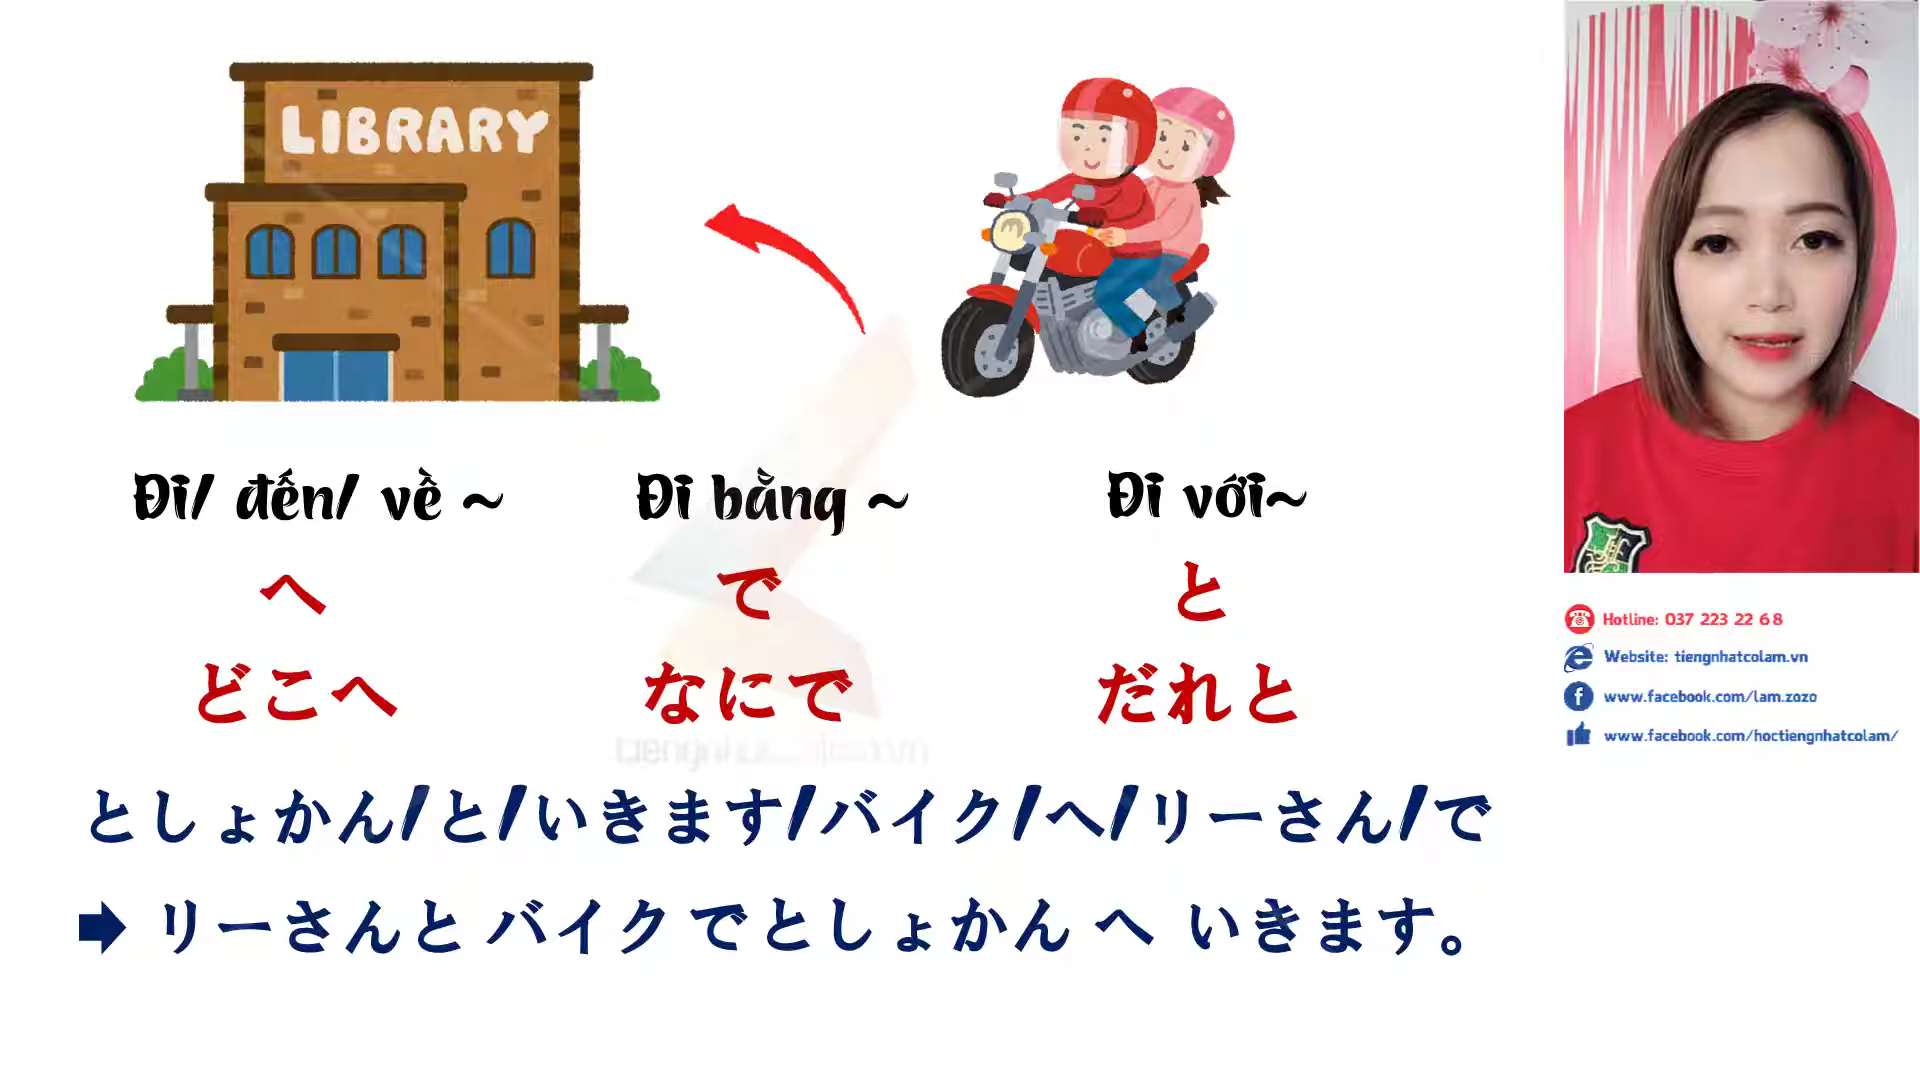 LIBRARY
Đi/ đến/ về ~
Đi bằng ~
Đi với~
へ
で
と
どこへ
なにで
だれと
としょかん/と/いきます/バイク/へ/リーさん/で
リーさんと バイク で としょかん へ いきます。
Hotline: 037 223 22 68
Website: tiengnhatcolam.vn
www.facebook.com/lam.zozo
www.facebook.com/hoctiengnhatcolam/